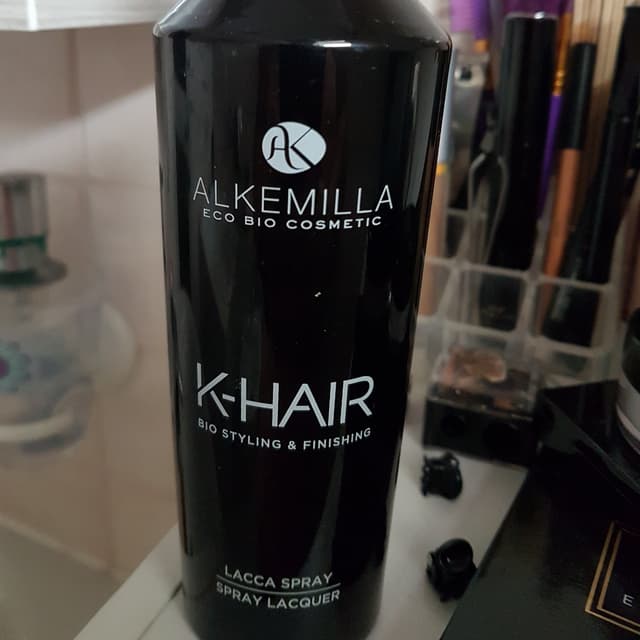 AK
ALKEMILLA
ECO BIO COSMETIC
K-HAIR
BIO STYLING & FINISHING
LACCA SPRAY
SPRAY LACQUER
E